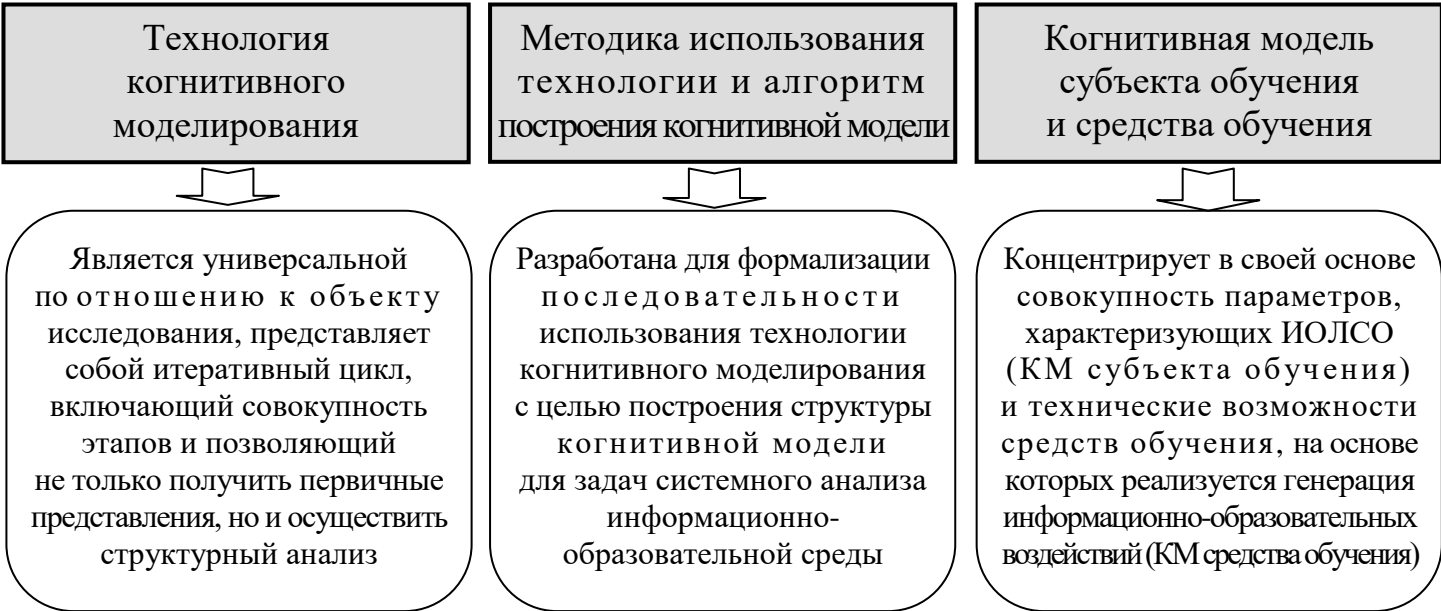 Технология
когнитивного
моделирования
Является универсальной
по отношению к объекту
исследования, представляет
собой итеративный цикл,
включающий совокупность
этапов и позволяющий
не только получить первичные
представления, но и осуществить
структурный анализ
Методика использования
технологии и алгоритм
построения когнитивной модели
Разработана для формализации
последовательности
использования технологии
когнитивного моделирования
с целью построения структуры
когнитивной модели
для задач системного анализа
информационно-
образовательной среды
Когнитивная модель
субъекта обучения
и средства обучения
Концентрирует в своей основе
совокупность параметров,
характеризующих ИОЛСО
(КМ субъекта обучения)
и технические возможности
средств обучения, на основе
которых реализуется генерация
информационно-образовательных
воздействий (КМ средства обучения)